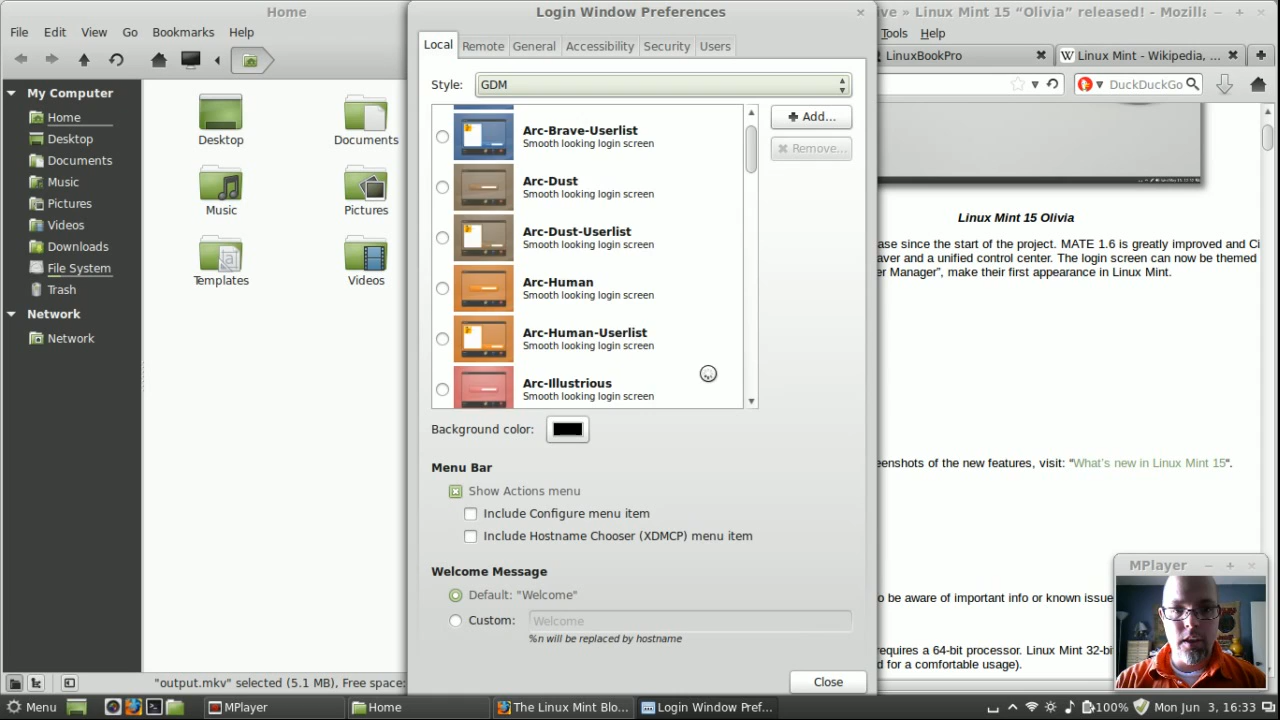 Home
File Edit View Go Bookmarks Help
My Computer
Home
Desktop
Documents
Music
Pictures
Videos
Downloads
File System
Trash
Network
Network
Desktop
Documents
Music
Pictures
Templates
Videos
"output.mkv" selected (5.1 MB), Free space:
Login Window Preferences
Local Remote General Accessibility Security Users
Style: GDM
Arc-Brave-Userlist
Smooth looking login screen
Arc-Dust
Smooth looking login screen
Arc-Dust-Userlist
Smooth looking login screen
Arc-Human
Smooth looking login screen
Arc-Human-Userlist
Smooth looking login screen
Arc-Illustrious
Smooth looking login screen
Add...
Remove...
Background color:
Menu Bar
Show Actions menu
Include Configure menu item
Include Hostname Chooser (XDMCP) menu item
Welcome Message
Default: "Welcome"
Custom: Welcome
%n will be replaced by hostname
Close
ve » Linux Mint 15 “Olivia” released! - Mozill
Tools Help
LinuxBookPro
Linux Mint - Wikipedia, ...
DuckDuckGo
Linux Mint 15 Olivia
ase since the start of the project. MATE 1.6 is greatly improved and Ci
aver and a unified control center. The login screen can now be themed
er Manager”, make their first appearance in Linux Mint.
eenshots of the new features, visit: “What’s new in Linux Mint 15“.
o be aware of important info or known issue
requires a 64-bit processor. Linux Mint 32-bi
d for a comfortable usage).
MPlayer
Menu
MPlayer
Home
The Linux Mint Blo...
Login Window Pref...
100%
Mon Jun 3, 16:33